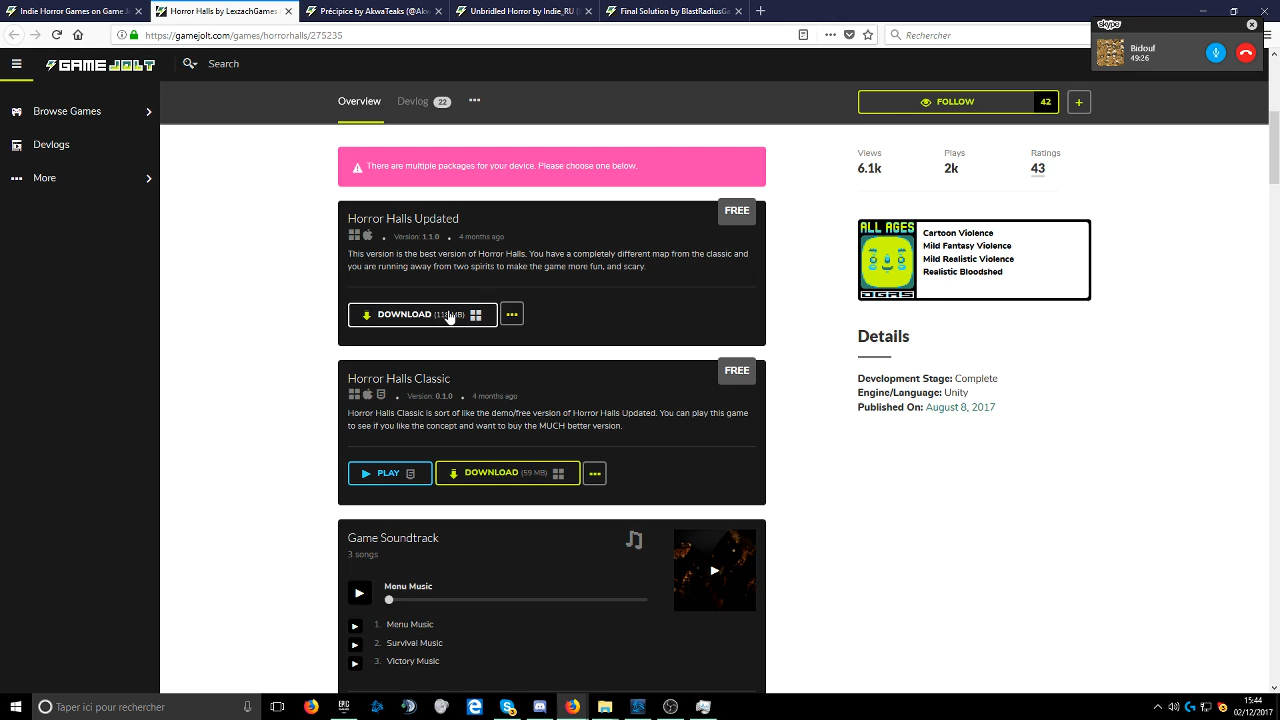 Indie Horror Games on Game J
Horror Halls by LexzachGames
Précipice by AkwaTeaks (@Akw
Unbridled Horror by Indie_RU (
Final Solution by BlastRadiusGa
https://gamejolt.com/games/horrorhalls/275235
Rechercher
skype
Bidouf
49:26
GAME JOLT
Search
Browse Games
Devlogs
More
Overview
Devlog 22
FOLLOW 42
There are multiple packages for your device. Please choose one below.
Views
Plays
Ratings
6.1k
2k
43
Horror Halls Updated
FREE
Version: 1.1.0 • 4 months ago
This version is the best version of Horror Halls. You have a completely different map from the classic and
you are running away from two spirits to make the game more fun, and scary.
DOWNLOAD
ALL AGES
DGAS
Cartoon Violence
Mild Fantasy Violence
Mild Realistic Violence
Realistic Bloodshed
Details
Development Stage: Complete
Engine/Language: Unity
Published On: August 8, 2017
Horror Halls Classic
FREE
Version: 0.1.0 • 4 months ago
Horror Halls Classic is sort of like the demo/free version of Horror Halls Updated. You can play this game
to see if you like the concept and want to buy the MUCH better version.
PLAY
DOWNLOAD (59 MB)
Game Soundtrack
3 songs
Menu Music
1. Menu Music
2. Survival Music
3. Victory Music
Taper ici pour rechercher
EPIC
15:44
02/12/2017